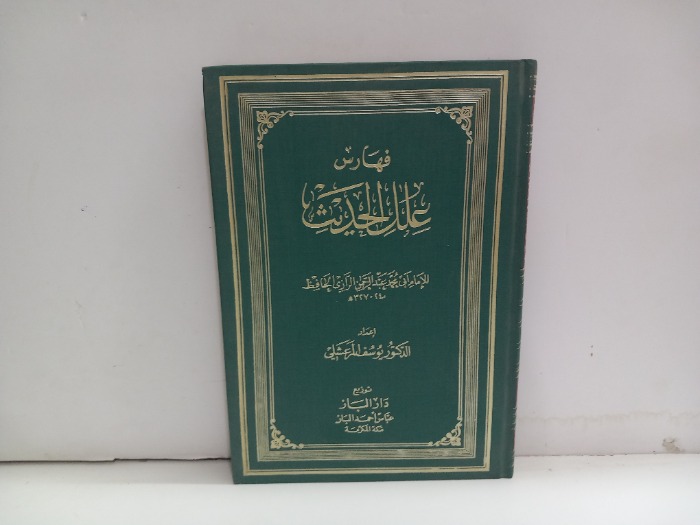 فهارس
علل الحديث
للإمام أبي محمد عبد الرحمن الرازي الحافظ
٢٤٠-٣٢٧هـ
إعداد
الدكتور يوسف المرعشلي
توزيع
دار الباز
عباس أحمد الباز
مكة المكرمة